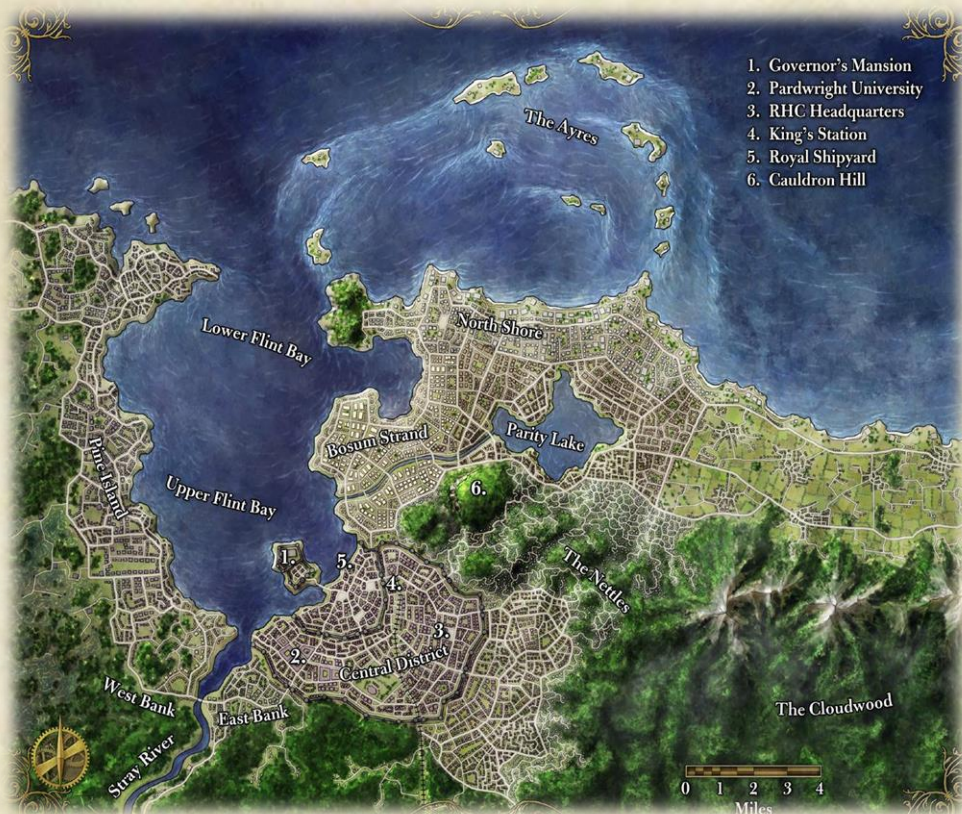 1. Governor's Mansion
2. Pardwright University
3. RHC Headquarters
4. King's Station
5. Royal Shipyard
6. Cauldron Hill
The Ayres
North Shore
Lower Flint Bay
Bosum Strand
Parity Lake
Pine Island
Upper Flint Bay
6.
1.
5.
4.
The Nettles
3.
2.
Central District
West Bank
East Bank
The Cloudwood
Stray River
0 1 2 3 4
Miles